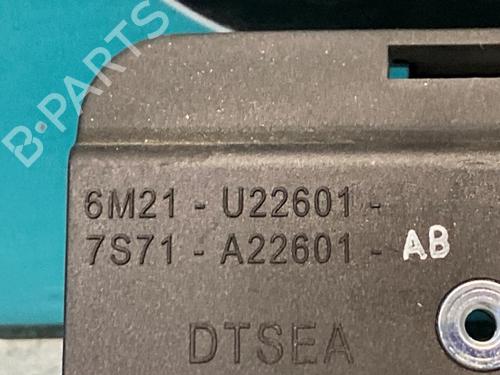 B-PARTS
6M21 - U22601 -
7S71 - A22601 - AB
DTSEA